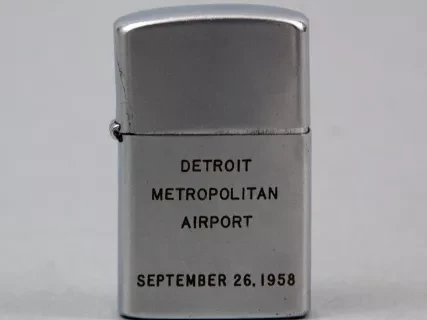 DETROIT
METROPOLITAN
AIRPORT
SEPTEMBER 26, 1958